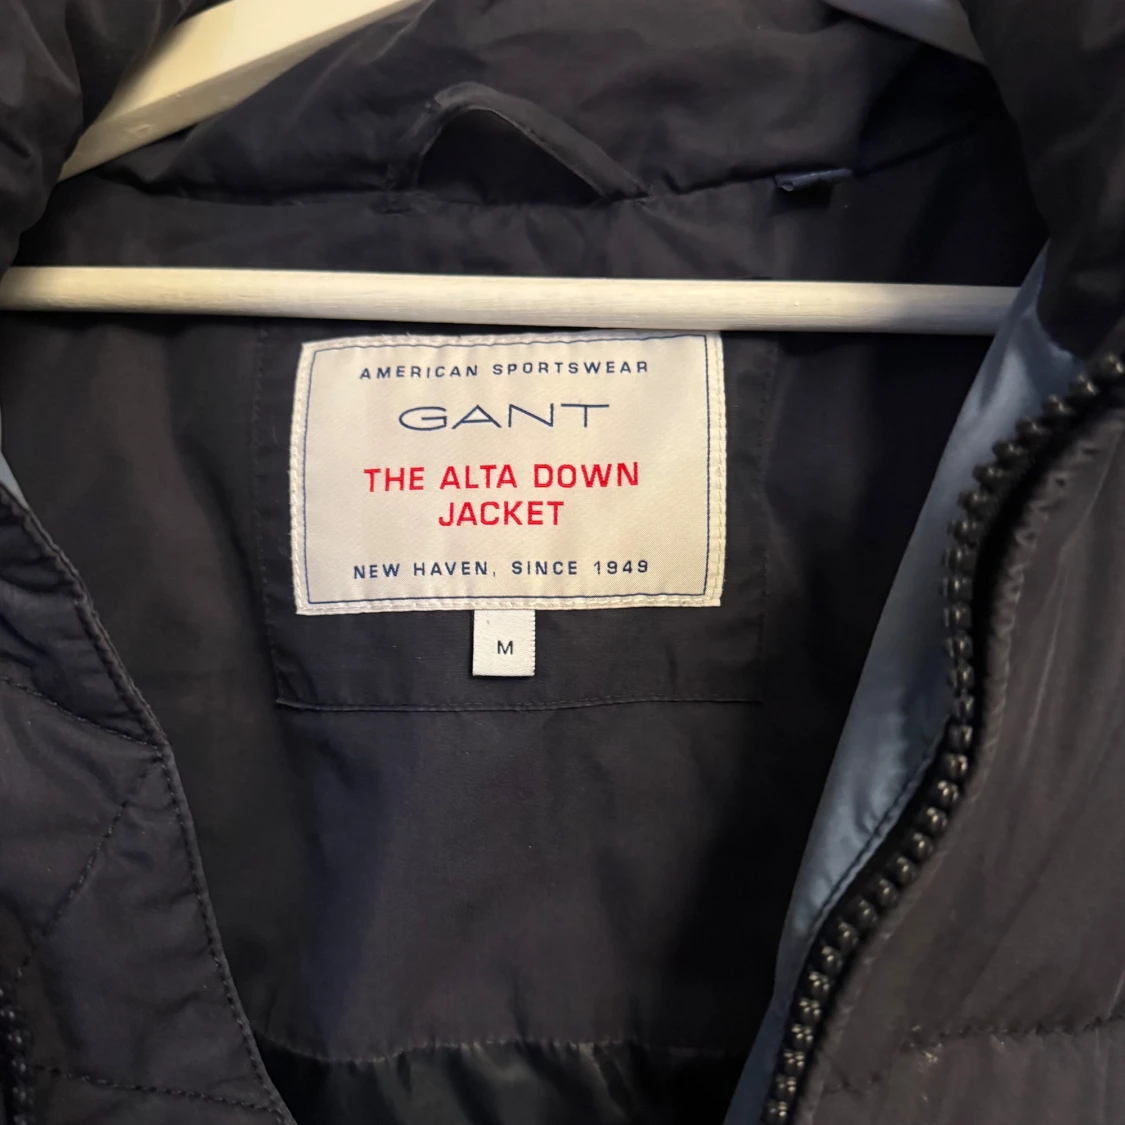 AMERICAN SPORTSWEAR
GANT
THE ALTA DOWN
JACKET
NEW HAVEN, SINCE 1949
M